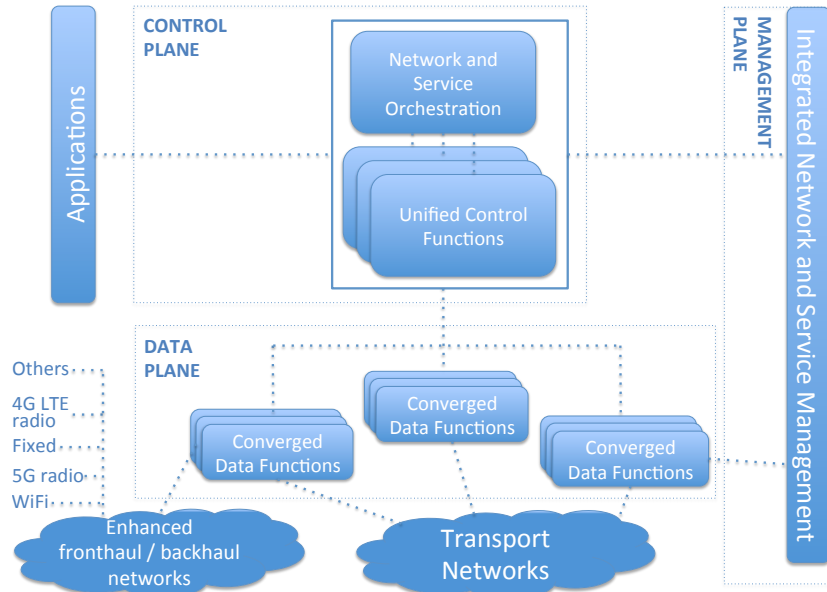 Applications
CONTROL
PLANE
Network and
Service
Orchestration
Unified Control
Functions
MANAGEMENT
PLANE
Integrated Network and Service Management
DATA
PLANE
Converged
Data Functions
Converged
Data Functions
Converged
Data Functions
Others
4G LTE
radio
Fixed
5G radio
WiFi
Enhanced
fronthaul / backhaul
networks
Transport
Networks